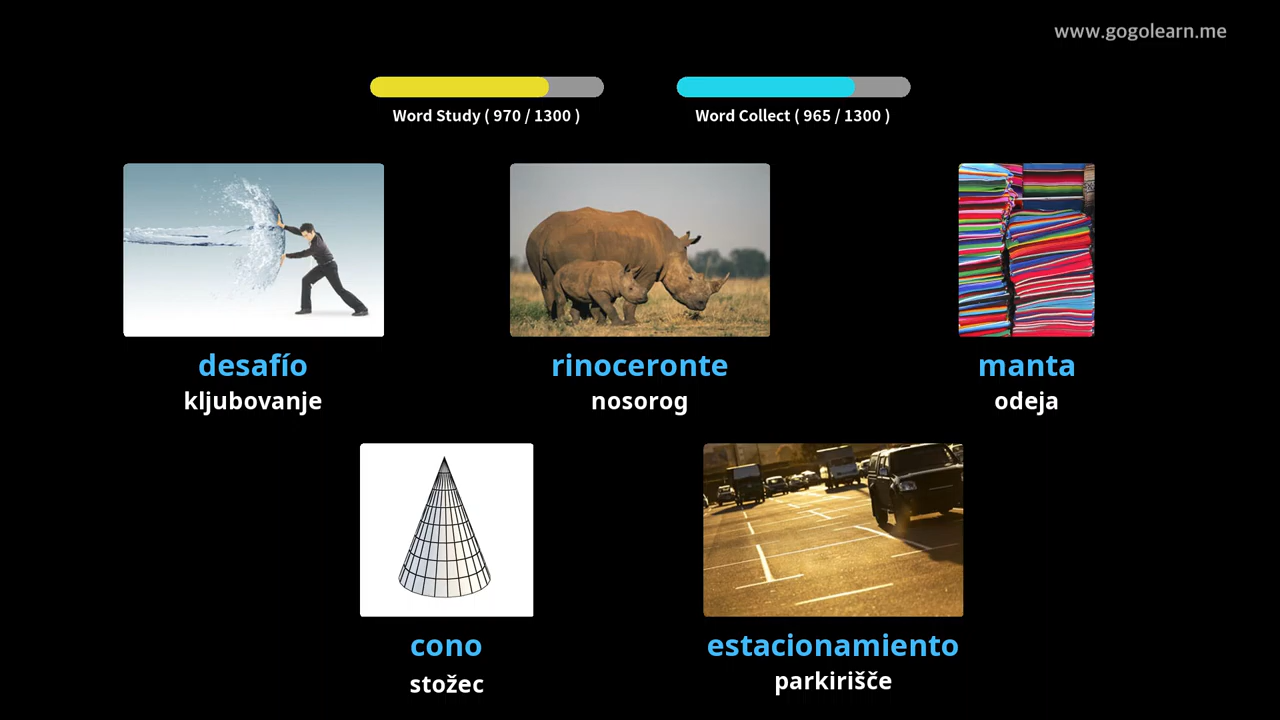 www.gogolearn.me
Word Study ( 970 / 1300 )
Word Collect ( 965 / 1300 )
desafío
kljubovanje
rinoceronte
nosorog
manta
odeja
cono
stožec
estacionamiento
parkirišče